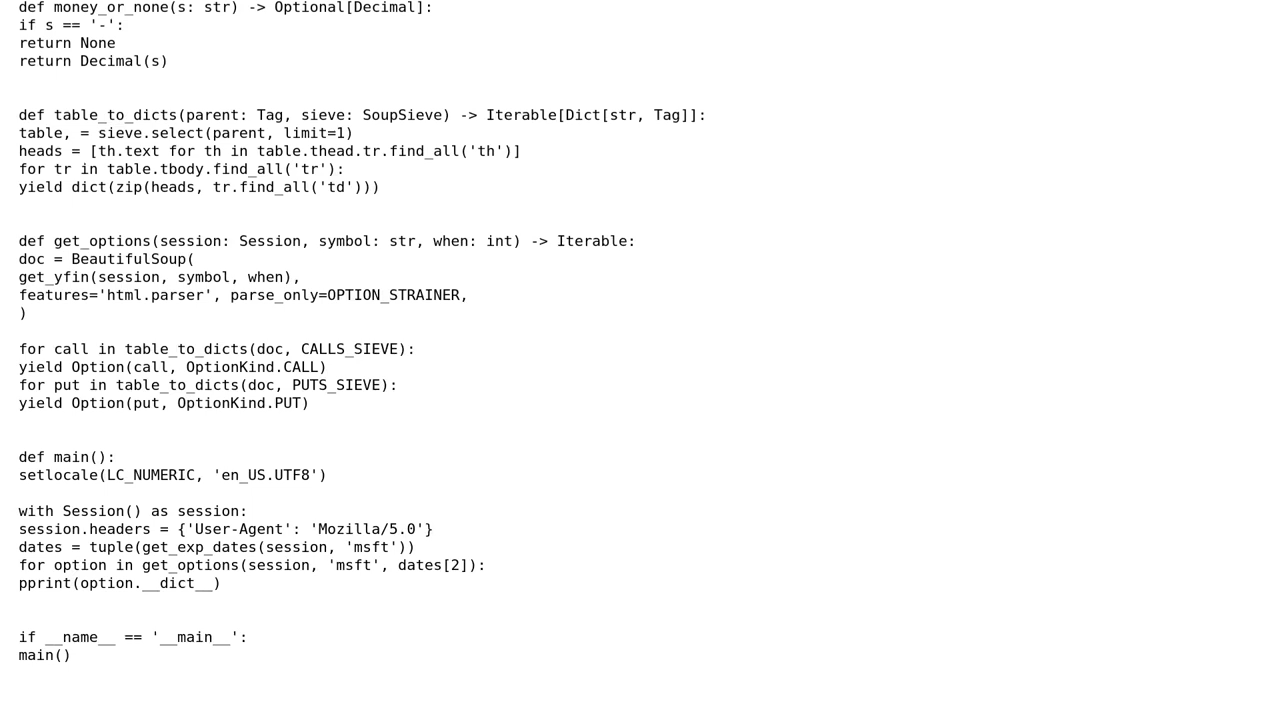 def money_or_none(s: str) -> Optional[Decimal]:
if s == '-':
return None
return Decimal(s)
def table_to_dicts(parent: Tag, sieve: SoupSieve) -> Iterable[Dict[str, Tag]]:
table, = sieve.select(parent, limit=1)
heads = [th.text for th in table.thead.tr.find_all('th')]
for tr in table.tbody.find_all('tr'):
yield dict(zip(heads, tr.find_all('td')))
def get_options(session: Session, symbol: str, when: int) -> Iterable:
doc = BeautifulSoup(
get_yfin(session, symbol, when),
features='html.parser', parse_only=OPTION_STRAINER,
)
for call in table_to_dicts(doc, CALLS_SIEVE):
yield Option(call, OptionKind.CALL)
for put in table_to_dicts(doc, PUTS_SIEVE):
yield Option(put, OptionKind.PUT)
def main():
setlocale(LC_NUMERIC, 'en_US.UTF8')
with Session() as session:
session.headers = {'User-Agent': 'Mozilla/5.0'}
dates = tuple(get_exp_dates(session, 'msft'))
for option in get_options(session, 'msft', dates[2]):
pprint(option.__dict__)
if __name__ == '__main__':
main()